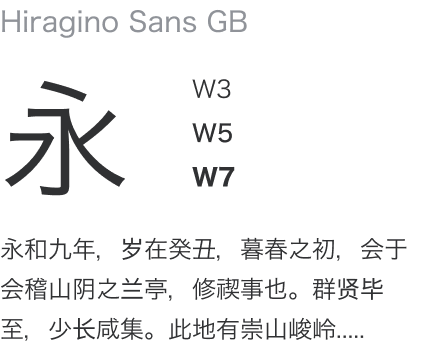 Hiragino Sans GB
永
W3
W5
W7
永和九年，岁在癸丑，暮春之初，会于
会稽山阴之兰亭，修禊事也。群贤毕
至，少长咸集。此地有崇山峻岭.....